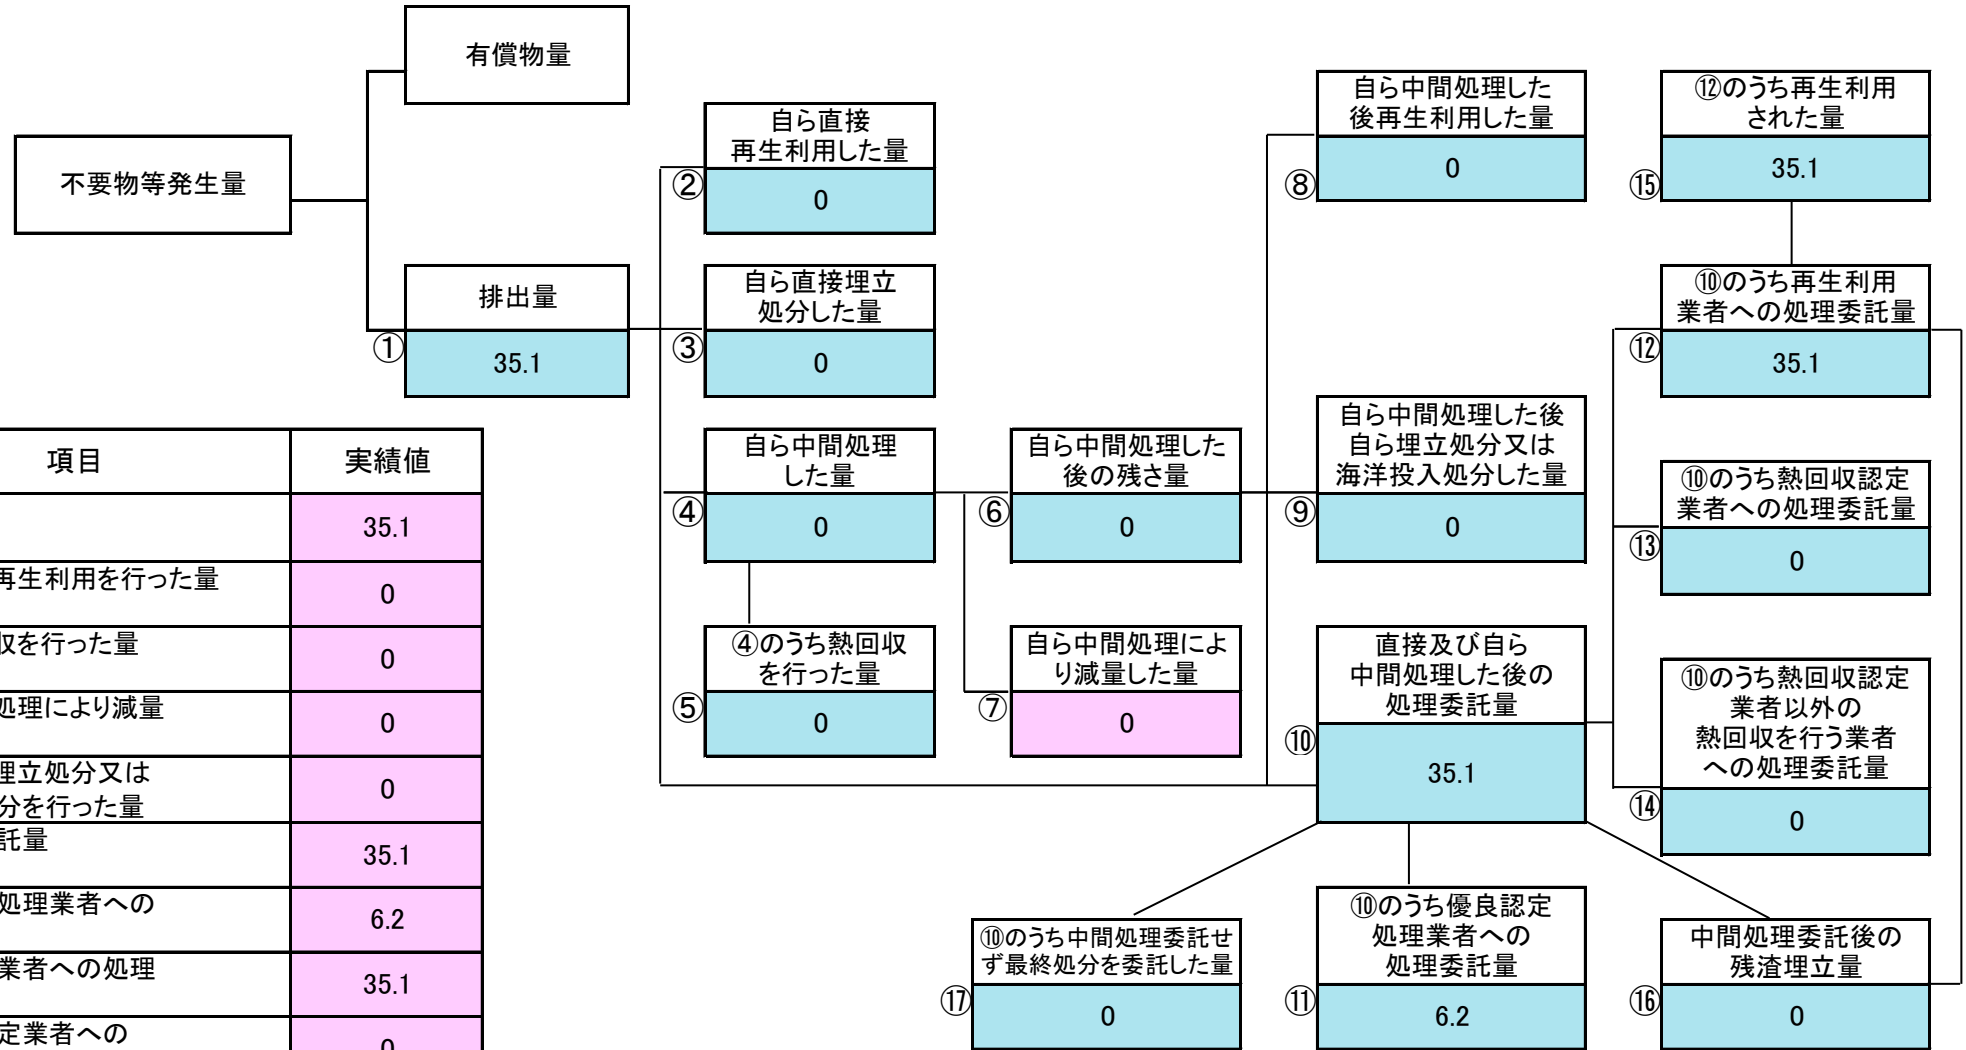 有償物量
不要物等発生量
排出量
①
35.1
自ら直接
再生利用した量
②
0
自ら直接埋立
処分した量
③
0
自ら中間処理
した量
④
0
④のうち熱回収
を行った量
⑤
0
自ら中間処理した
後の残さ量
⑥
0
自ら中間処理によ
り減量した量
⑦
0
自ら中間処理した
後再生利用した量
⑧
0
自ら中間処理した後
自ら埋立処分又は
海洋投入処分した量
⑨
0
直接及び自ら
中間処理した後の
処理委託量
⑩
35.1
⑫のうち再生利用
された量
⑮
35.1
⑩のうち再生利用
業者への処理委託量
⑫
35.1
⑩のうち熱回収認定
業者への処理委託量
⑬
0
⑩のうち熱回収認定
業者以外の
熱回収を行う業者
への処理委託量
⑭
0
⑩のうち中間処理委託せ
ず最終処分を委託した量
⑰
0
⑩のうち優良認定
処理業者への
処理委託量
⑪
6.2
中間処理委託後の
残渣埋立量
⑯
0
項目 実績値
35.1
再生利用を行った量 0
収を行った量 0
処理により減量 0
埋立処分又は
分を行った量 0
託量 35.1
処理業者への 6.2
業者への処理 35.1
定業者への 0